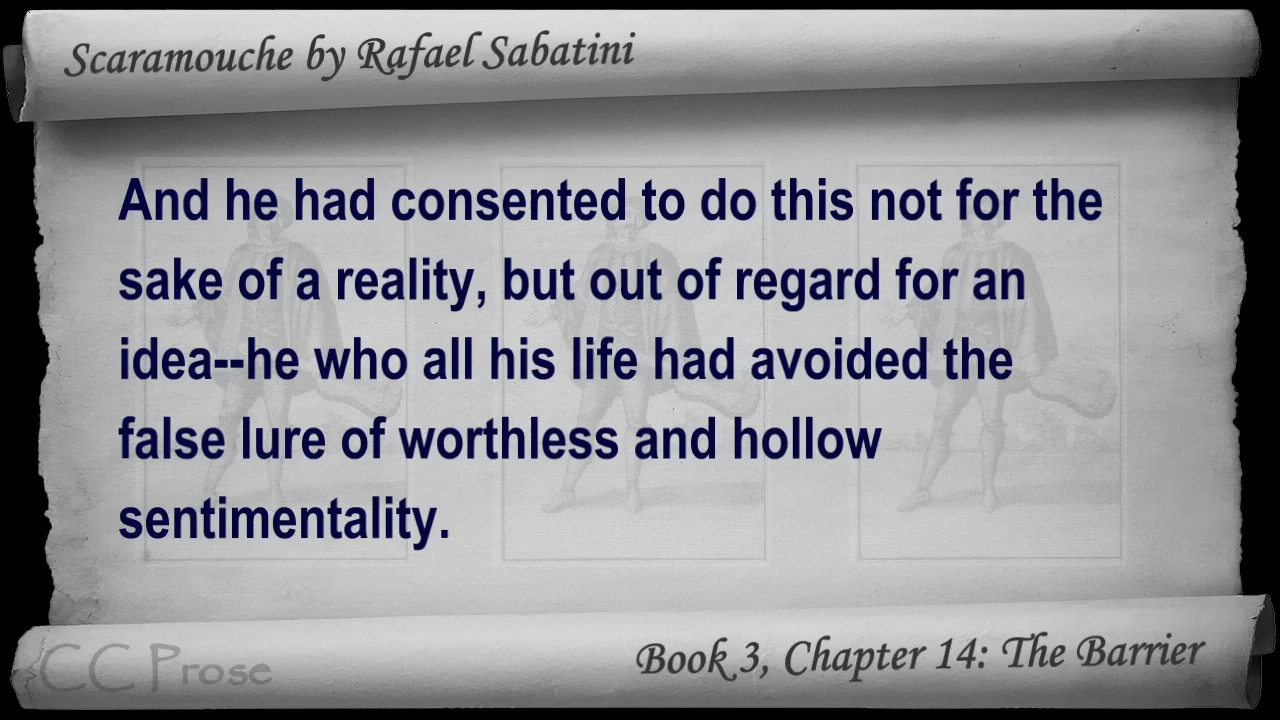 Scaramouche by Rafael Sabatini
And he had consented to do this not for the
sake of a reality, but out of regard for an
idea--he who all his life had avoided the
false lure of worthless and hollow
sentimentality.
CC Prose
Book 3, Chapter 14: The Barrier